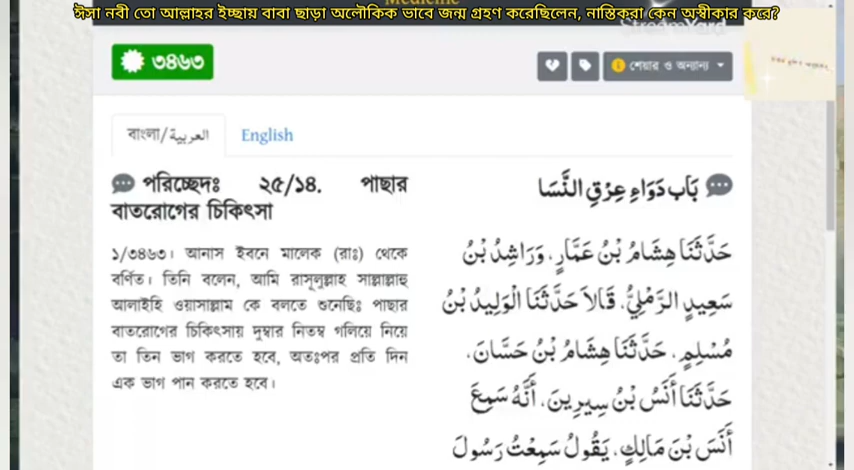 ঈসা নবী তো আল্লাহর ইচ্ছায় বাবা ছাড়া অলৌকিক ভাবে জন্ম গ্রহণ করেছিলেন, নাস্তিকরা কেন অস্বীকার করে?
Medicine
StreamYard
৩৪৬৩
শেয়ার ও অন্যান্য
বাংলা/العربية
English
পরিচ্ছেদঃ ২৫/১৪. পাছার
বাতরোগের চিকিৎসা
১/৩৪৬৩। আনাস ইবনে মালেক (রাঃ) থেকে
বর্ণিত। তিনি বলেন, আমি রাসূলুল্লাহ সাল্লাল্লাহু
আলাইহি ওয়াসাল্লাম কে বলতে শুনেছিঃ পাছার
বাতরোগের চিকিৎসায় দুম্বার নিতম্ব গলিয়ে নিয়ে
তা তিন ভাগ করতে হবে, অতঃপর প্রতি দিন
এক ভাগ পান করতে হবে।
بَاب دَوَاءِ عِرْقِ النَّسَا
حَدَّثَنَا هِشَامُ بْنُ عَمَّارٍ، وَرَاشِدُ بْنُ
سَعِيدٍ الرَّمْلِيُّ، قَالاَ حَدَّثَنَا الْوَلِيدُ بْنُ
مُسْلِمٍ، حَدَّثَنَا هِشَامُ بْنُ حَسَّانَ،
حَدَّثَنَا أَنَسُ بْنُ سِيرِينَ، أَنَّهُ سَمِعَ
أَنَسَ بْنَ مَالِكٍ، يَقُولُ سَمِعْتُ رَسُولَ